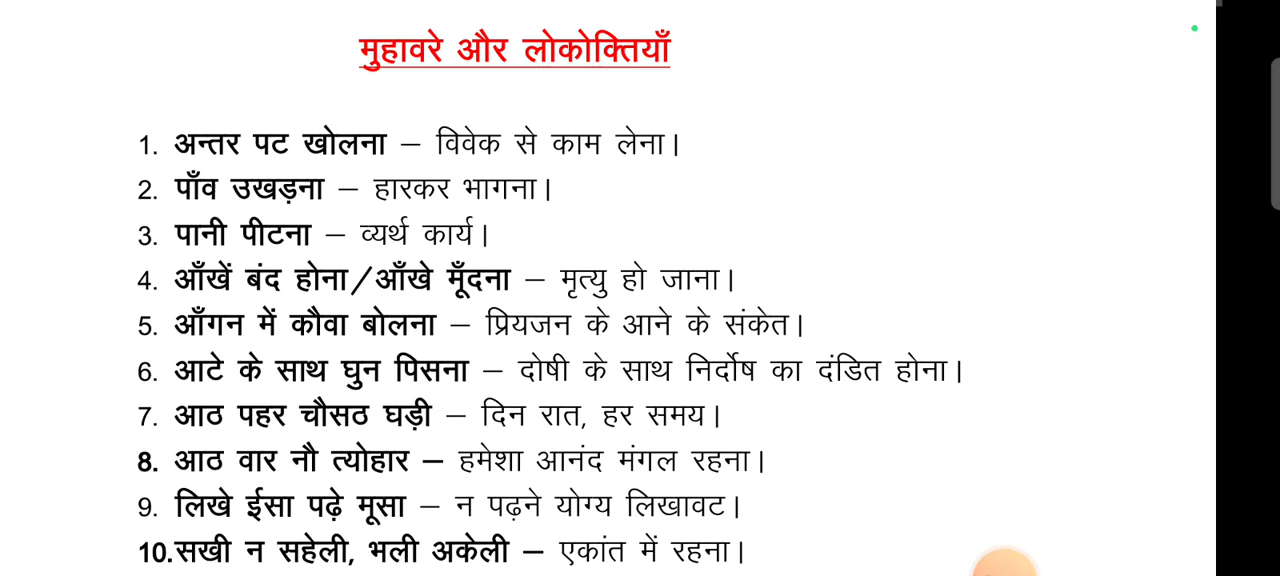 मुहावरे और लोकोक्तियाँ
1. अन्तर पट खोलना – विवेक से काम लेना।
2. पाँव उखड़ना – हारकर भागना।
3. पानी पीटना – व्यर्थ कार्य।
4. आँखें बंद होना/आँखे मूँदना – मृत्यु हो जाना।
5. आँगन में कौवा बोलना – प्रियजन के आने के संकेत।
6. आटे के साथ घुन पिसना – दोषी के साथ निर्दोष का दंडित होना।
7. आठ पहर चौसठ घड़ी – दिन रात, हर समय।
8. आठ वार नौ त्योहार – हमेशा आनंद मंगल रहना।
9. लिखे ईसा पढ़े मूसा – न पढ़ने योग्य लिखावट।
10.सखी न सहेली, भली अकेली – एकांत में रहना।